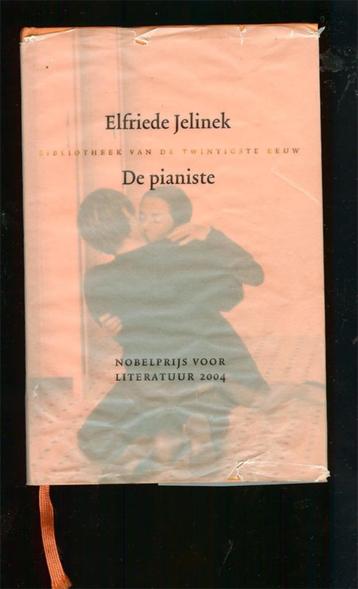 Elfriede Jelinek
BIBLIOTHEEK VAN DE TWINTIGSTE EEUW
De pianiste
NOBELPRIJS VOOR
LITERATUUR 2004